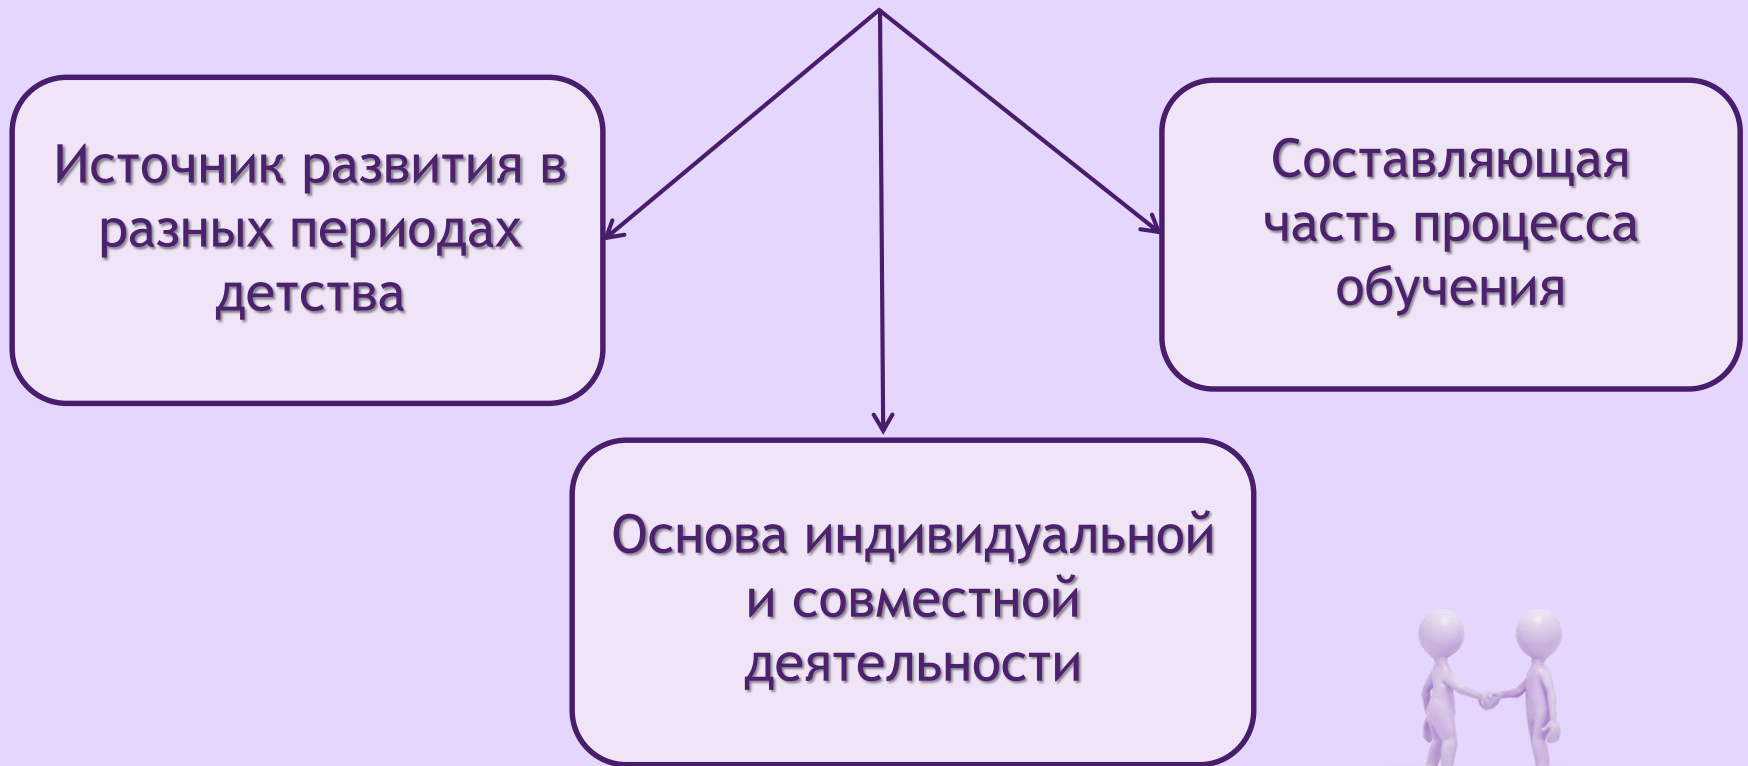 Источник развития в
разных периодах
детства
Составляющая
часть процесса
обучения
Основа индивидуальной
и совместной
деятельности